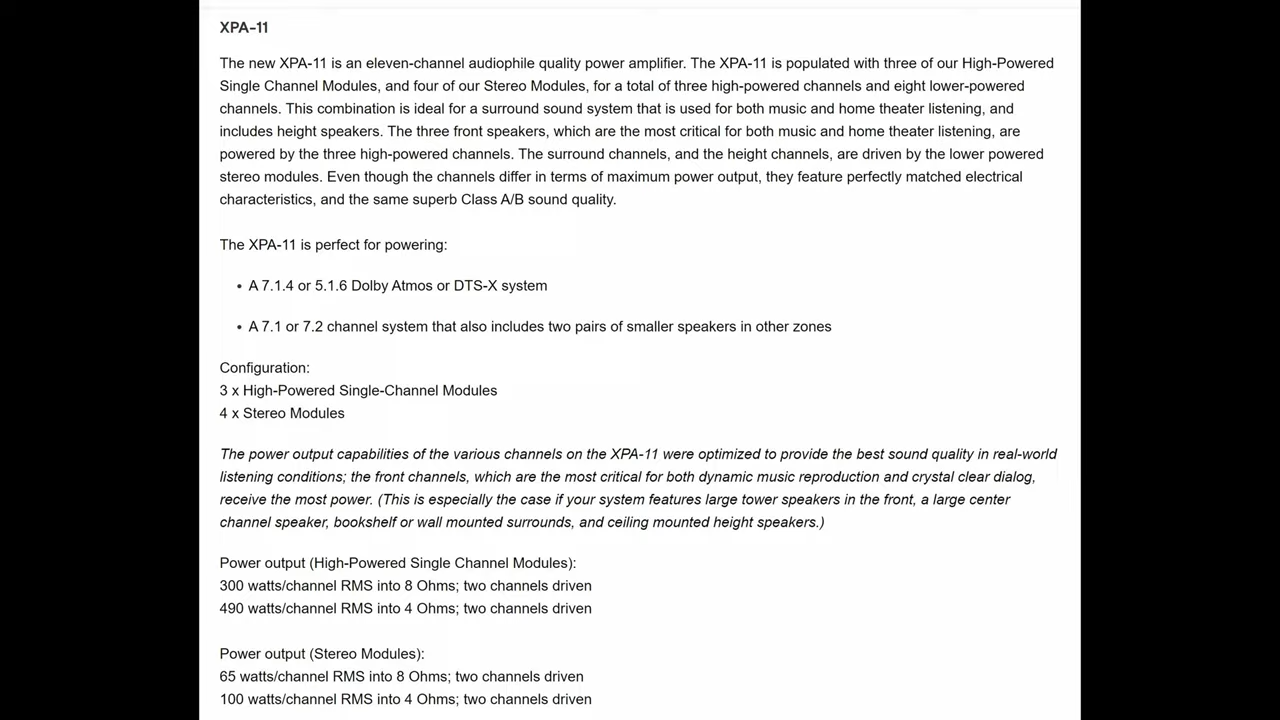 XPA-11
The new XPA-11 is an eleven-channel audiophile quality power amplifier. The XPA-11 is populated with three of our High-Powered
Single Channel Modules, and four of our Stereo Modules, for a total of three high-powered channels and eight lower-powered
channels. This combination is ideal for a surround sound system that is used for both music and home theater listening, and
includes height speakers. The three front speakers, which are the most critical for both music and home theater listening, are
powered by the three high-powered channels. The surround channels, and the height channels, are driven by the lower powered
stereo modules. Even though the channels differ in terms of maximum power output, they feature perfectly matched electrical
characteristics, and the same superb Class A/B sound quality.
The XPA-11 is perfect for powering:
• A 7.1.4 or 5.1.6 Dolby Atmos or DTS-X system
• A 7.1 or 7.2 channel system that also includes two pairs of smaller speakers in other zones
Configuration:
3 x High-Powered Single-Channel Modules
4 x Stereo Modules
The power output capabilities of the various channels on the XPA-11 were optimized to provide the best sound quality in real-world
listening conditions; the front channels, which are the most critical for both dynamic music reproduction and crystal clear dialog,
receive the most power. (This is especially the case if your system features large tower speakers in the front, a large center
channel speaker, bookshelf or wall mounted surrounds, and ceiling mounted height speakers.)
Power output (High-Powered Single Channel Modules):
300 watts/channel RMS into 8 Ohms; two channels driven
490 watts/channel RMS into 4 Ohms; two channels driven
Power output (Stereo Modules):
65 watts/channel RMS into 8 Ohms; two channels driven
100 watts/channel RMS into 4 Ohms; two channels driven